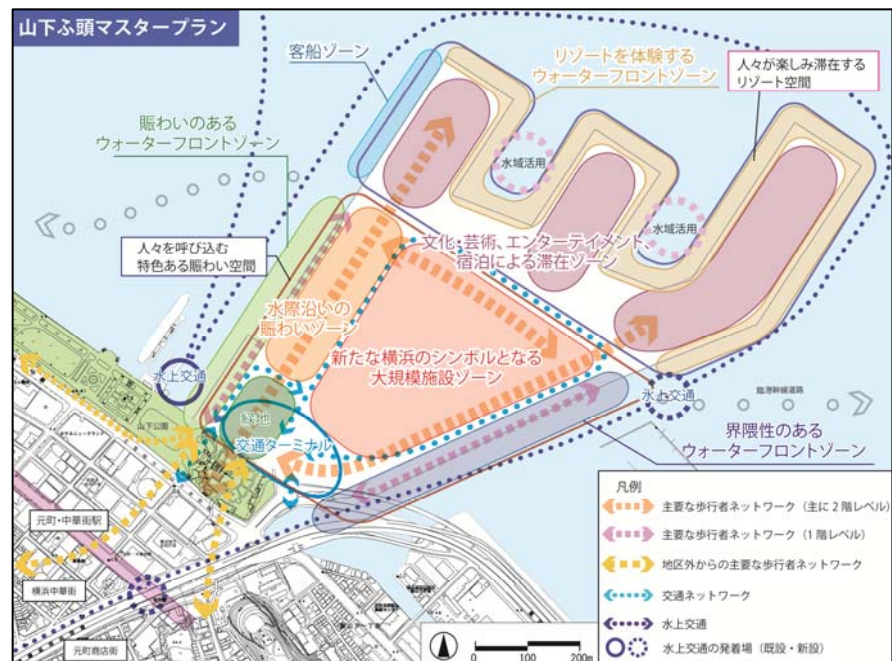 山下ふ頭マスタープラン
客船ゾーン
リゾートを体験する
ウォーターフロントゾーン
人々が楽しみ滞在する
リゾート空間
賑わいのある
ウォーターフロントゾーン
水域活用
水域活用
人々を呼び込む
特色ある賑わい空間
文化・芸術、エンターテイメント、
宿泊による滞在ゾーン
水際沿いの
賑わいゾーン
新たな横浜のシンボルとなる
大規模施設ゾーン
水上交通
水上交通
臨港幹線道路
緑地
山下公園
交通ターミナル
界隈性のある
ウォーターフロントゾーン
元町・中華街駅
横浜中華街
元町商店街
凡例
主要な歩行者ネットワーク（主に2階レベル）
主要な歩行者ネットワーク（1階レベル）
地区外からの主要な歩行者ネットワーク
交通ネットワーク
水上交通
水上交通の発着場（既設・新設）
0 100 200m